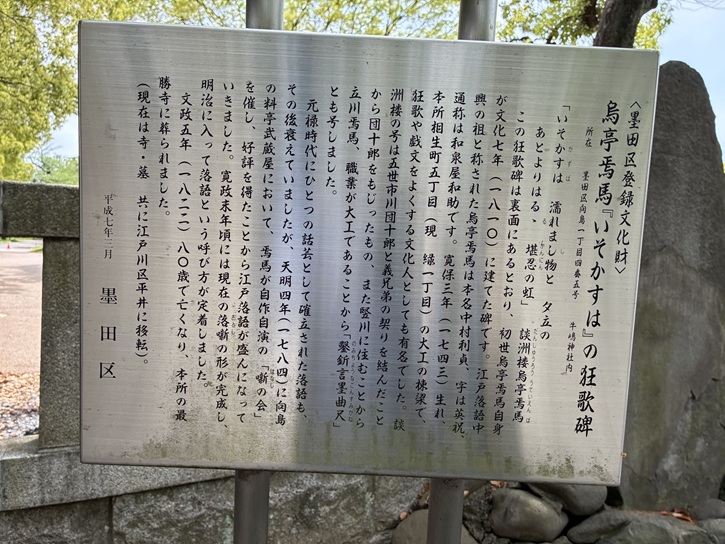 〈墨田区登録文化財〉
烏亭焉馬『いそかすは』の狂歌碑
所在　墨田区向島一丁目四番五号
牛嶋神社内
「いそかすは　濡れまし物と　夕立の
あとよりはる、　堪忍の虹」　談洲楼烏亭焉馬
この狂歌碑は裏面にあるとおり、初世烏亭焉馬自身
が文化七年（一八一〇）に建てた碑です。江戸落語中
興の祖と称された烏亭焉馬は本名中村利貞、字は英祝、
通称は和泉屋和助です。寛保三年（一七四三）生れ、
本所相生町五丁目（現　緑一丁目）の大工の棟梁で、
狂歌や戯文をよくする文化人としても有名でした。談
洲楼の号は五世市川団十郎と義兄弟の契りを結んだこと
から団十郎をもじったもの、また竪川に住むことから
立川焉馬、職業が大工であることから「鑿釿言墨曲尺」
とも号しました。
元禄時代にひとつの話芸として確立された落語も、
その後衰えていましたが、天明四年（一七八四）に向島
の料亭武蔵屋において、焉馬が自作自演の「噺の会」
を催し、好評を得たことから江戸落語が盛んになって
いきました。寛政末年頃には現在の落噺の形が完成し
明治に入って落語という呼び方が定着しました。
文政五年（一八二二）八〇歳で亡くなり、本所の最
勝寺に葬られました。
（現在は寺・墓　共に江戸川区平井に移転）。
平成七年三月
墨田区